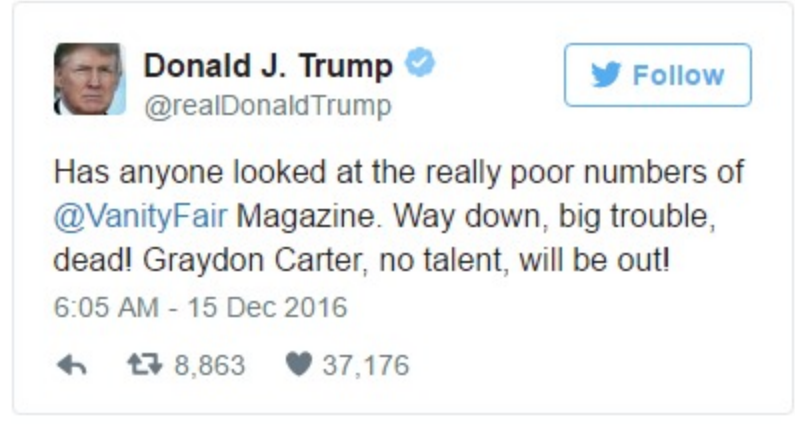 Donald J. Trump
Follow
@realDonaldTrump
Has anyone looked at the really poor numbers of
@VanityFair Magazine. Way down, big trouble,
dead! Graydon Carter, no talent, will be out!
6:05 AM - 15 Dec 2016
8,863 37,176